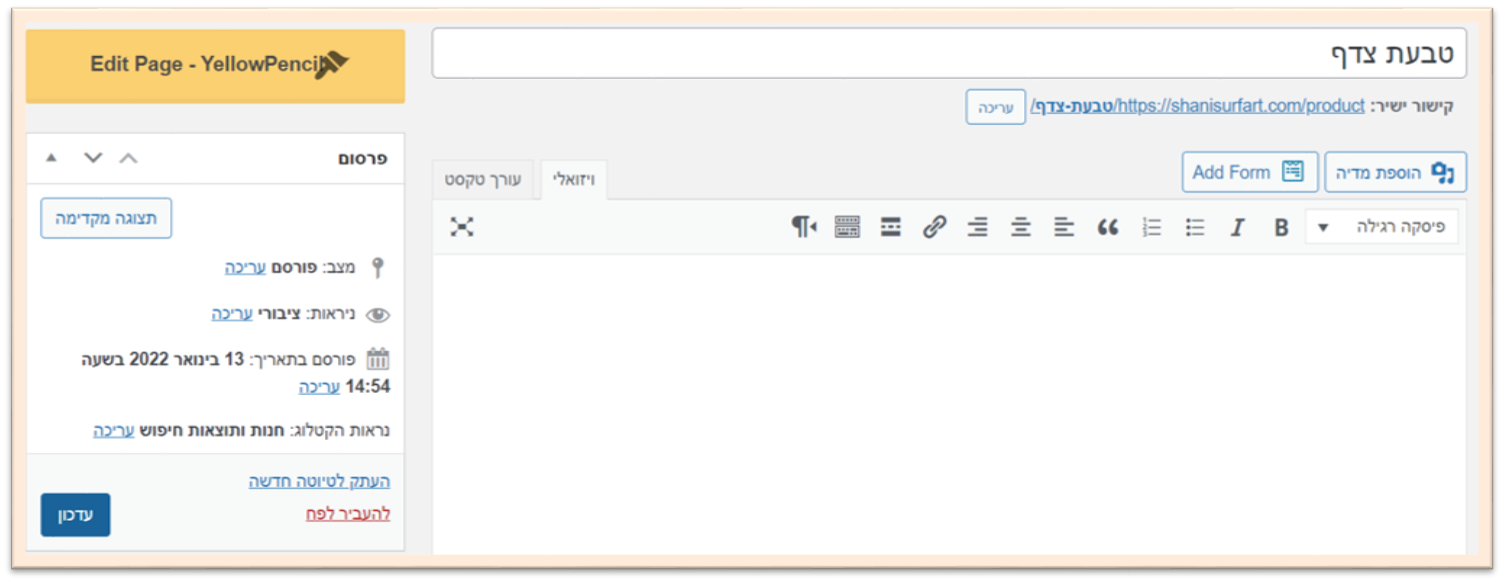 טבעת צדף
קישור ישיר: https://shanisurfart.com/product/טבעת-צדף/ עריכה
הוספת מדיה Add Form
ויזואלי עורך טקסט
פיסקה רגילה
Edit Page - YellowPencil
פרסום
תצוגה מקדימה
מצב: פורסם עריכה
ניראות: ציבורי עריכה
פורסם בתאריך: 13 בינואר 2022 בשעה
14:54 עריכה
נראות הקטלוג: חנות ותוצאות חיפוש עריכה
העתק לטיוטה חדשה
להעביר לפח
עדכון